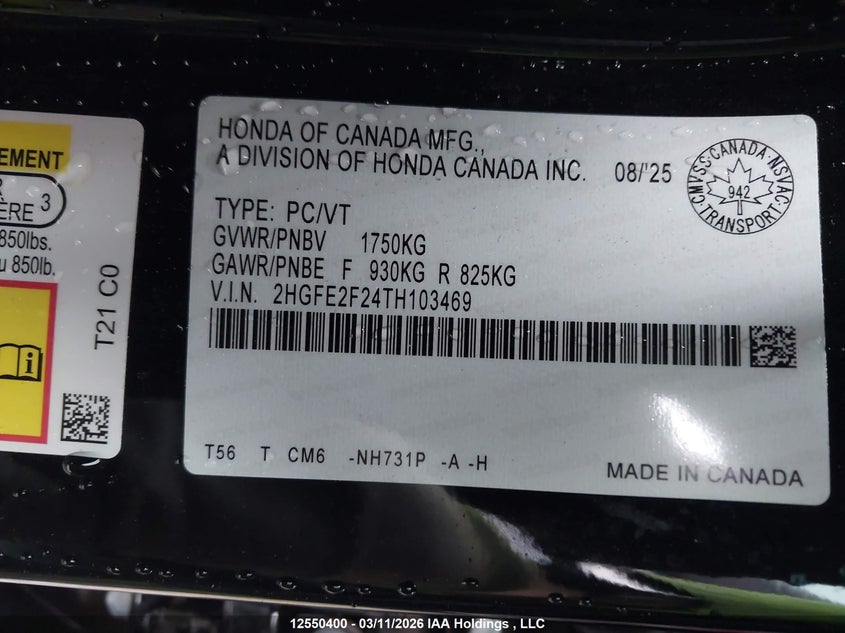 EMENT
R
ÈRE 3
850lbs.
u 850lb.
T21 C0
HONDA OF CANADA MFG.,
A DIVISION OF HONDA CANADA INC. 08/'25
CMVSS·CANADA·NSVAC
942
·TRANSPORT·
TYPE: PC/VT
GVWR/PNBV 1750KG
GAWR/PNBE F 930KG R 825KG
V.I.N. 2HGFE2F24TH103469
T56 T CM6 -NH731P -A -H
MADE IN CANADA
12550400 - 03/11/2026 IAA Holdings , LLC